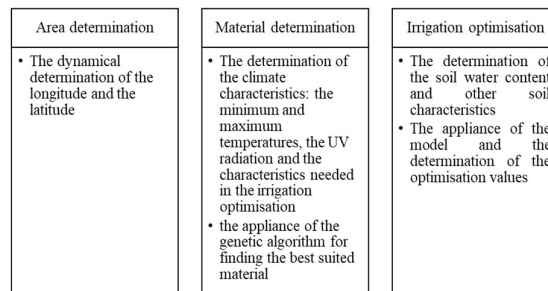 Area determination
• The dynamical
determination of the
longitude and the
latitude
Material determination
• The determination of
the climate
characteristics: the
minimum and
maximum
temperatures, the UV
radiation and the
characteristics needed
in the irrigation
optimisation
• the appliance of the
genetic algorithm for
finding the best suited
material
Irrigation optimisation
• The determination of
the soil water content
and other soil
characteristics
• The appliance of the
model and the
determination of the
optimisation values